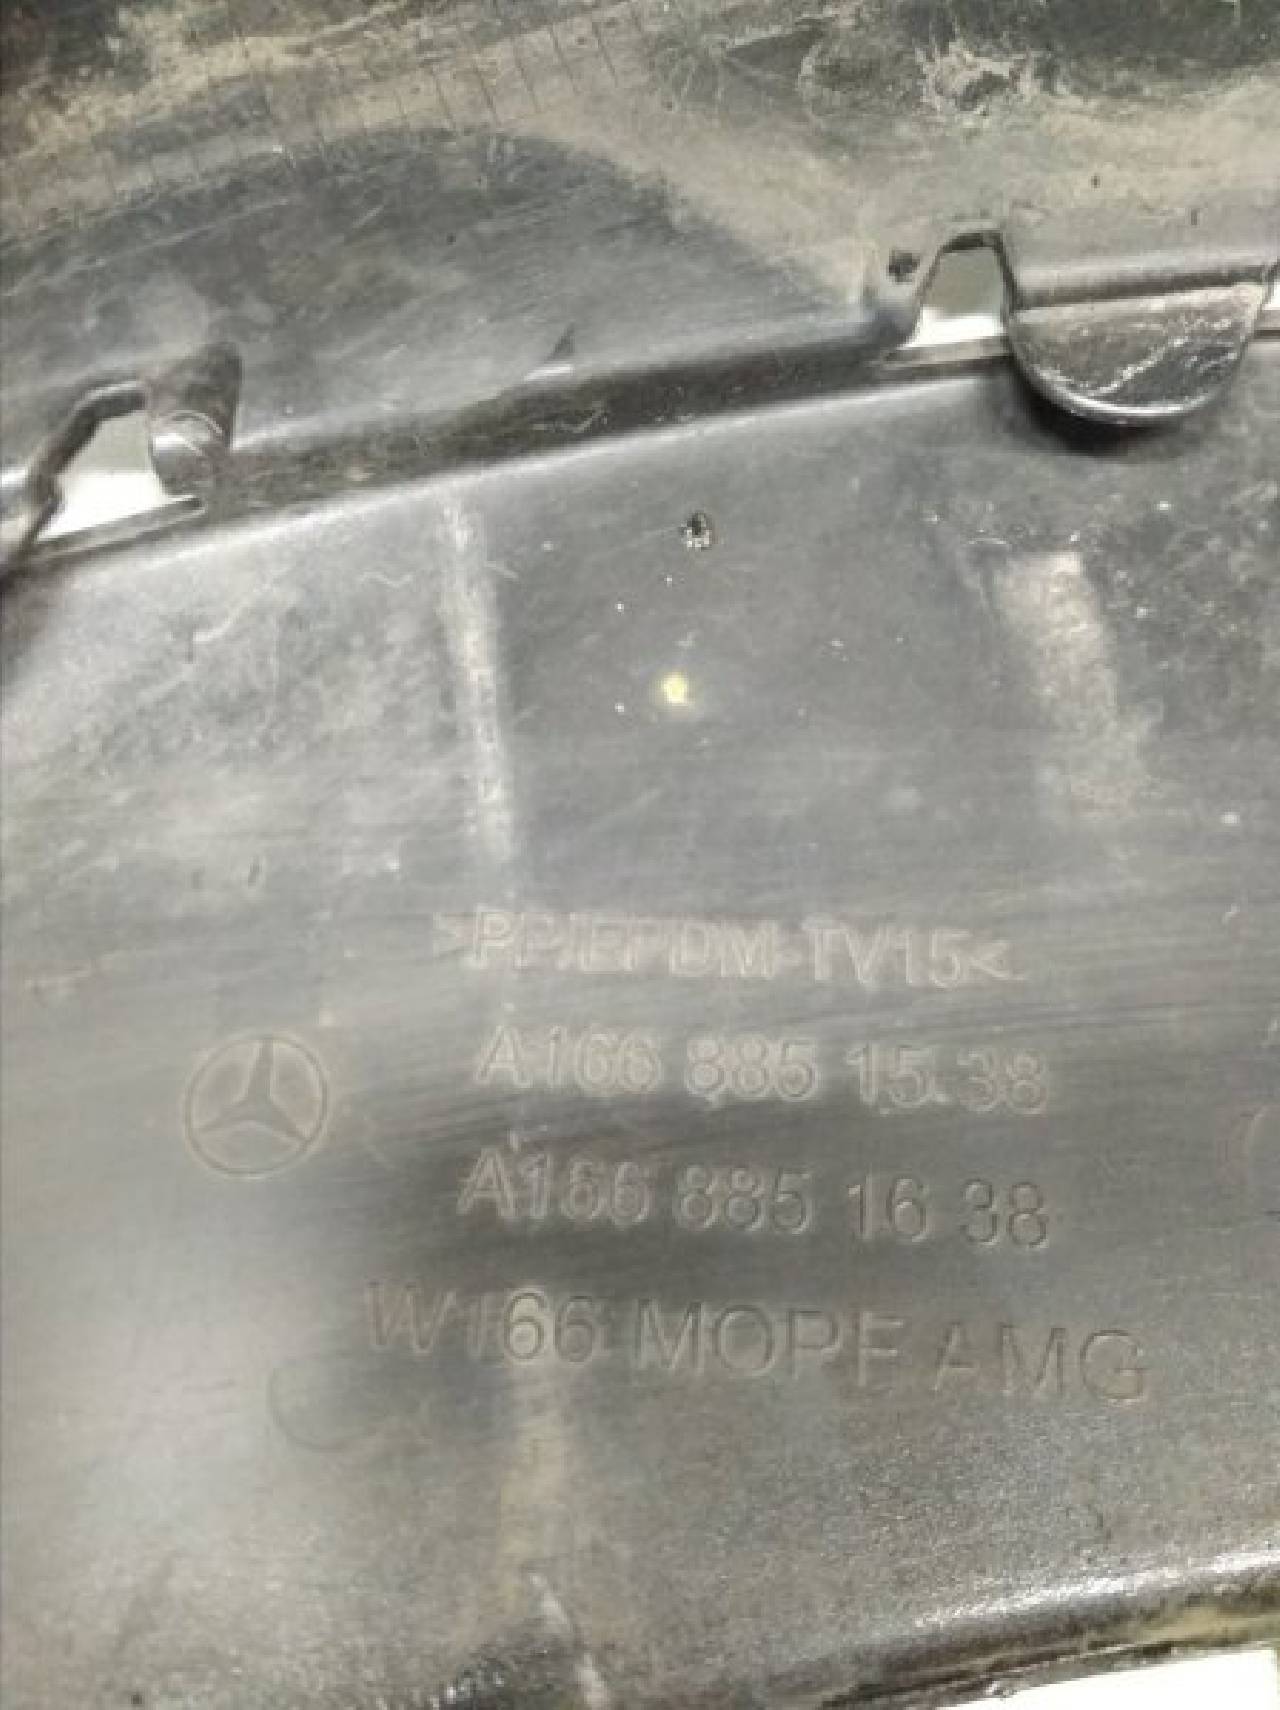 >PP/EPDM-TV15<
A166 885 15 38
A166 885 16 38
W166 MOPF AMG